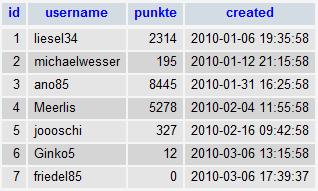 id username punkte created
1 liesel34 2314 2010-01-06 19:35:58
2 michaelwesser 195 2010-01-12 21:15:58
3 ano85 8445 2010-01-31 16:25:58
4 Meerlis 5278 2010-02-04 11:55:58
5 joooschi 327 2010-02-16 09:42:58
6 Ginko5 12 2010-03-06 13:15:58
7 friedel85 0 2010-03-06 17:39:37